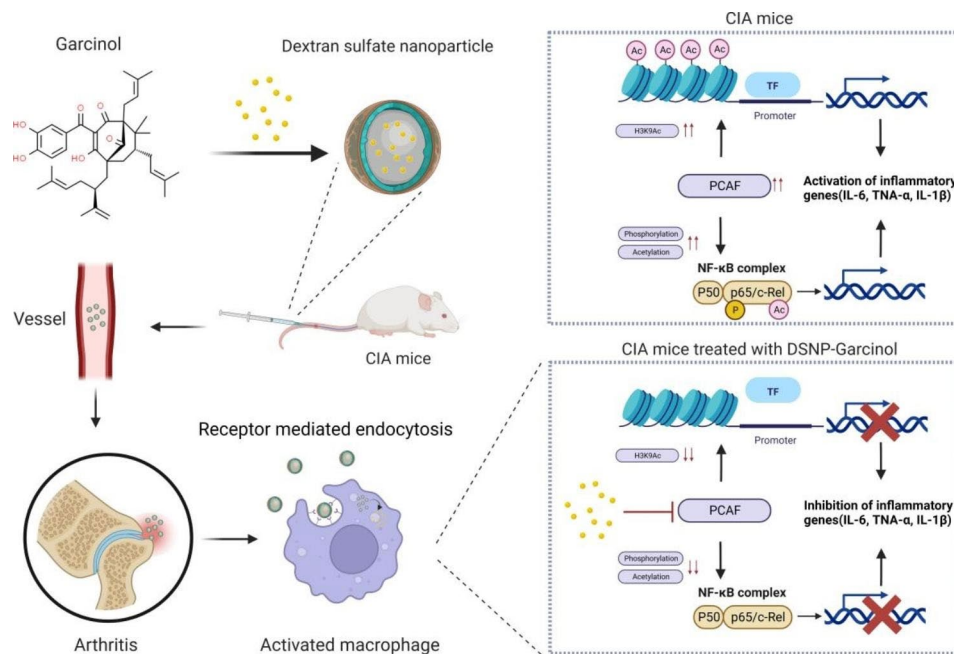 Garcinol
HO
HO
O
O
O
HO
Dextran sulfate nanoparticle
Vessel
CIA mice
Receptor mediated endocytosis
Arthritis
Activated macrophage
CIA mice
Ac
Ac
Ac
Ac
TF
Promoter
H3K9Ac
PCAF
Activation of inflammatory
genes(IL-6, TNA-α, IL-1β)
Phosphorylation
Acetylation
NF-κB complex
P50
p65/c-Rel
P
Ac
CIA mice treated with DSNP-Garcinol
TF
Promoter
H3K9Ac
PCAF
Inhibition of inflammatory
genes(IL-6, TNA-α, IL-1β)
Phosphorylation
Acetylation
NF-κB complex
P50
p65/c-Rel